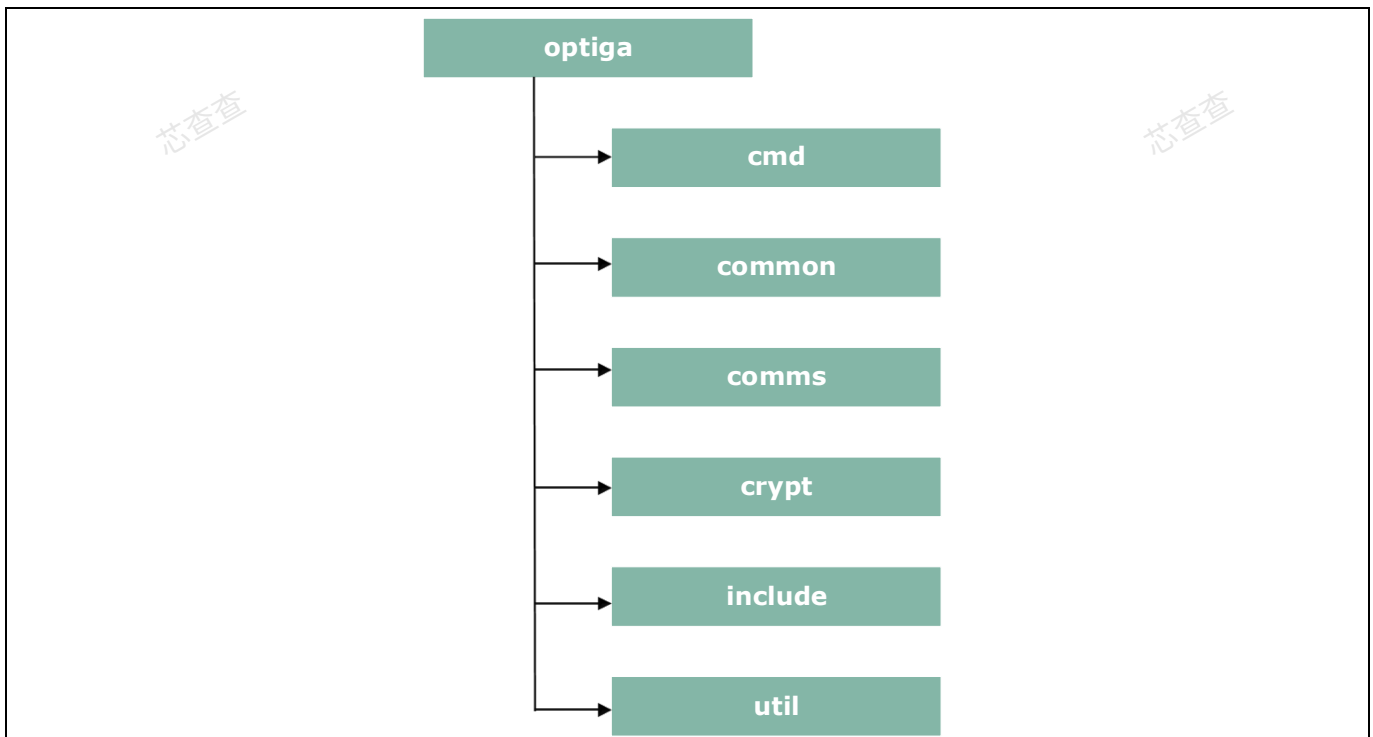 optiga
芯查查
芯查查
cmd
common
comms
crypt
include
util